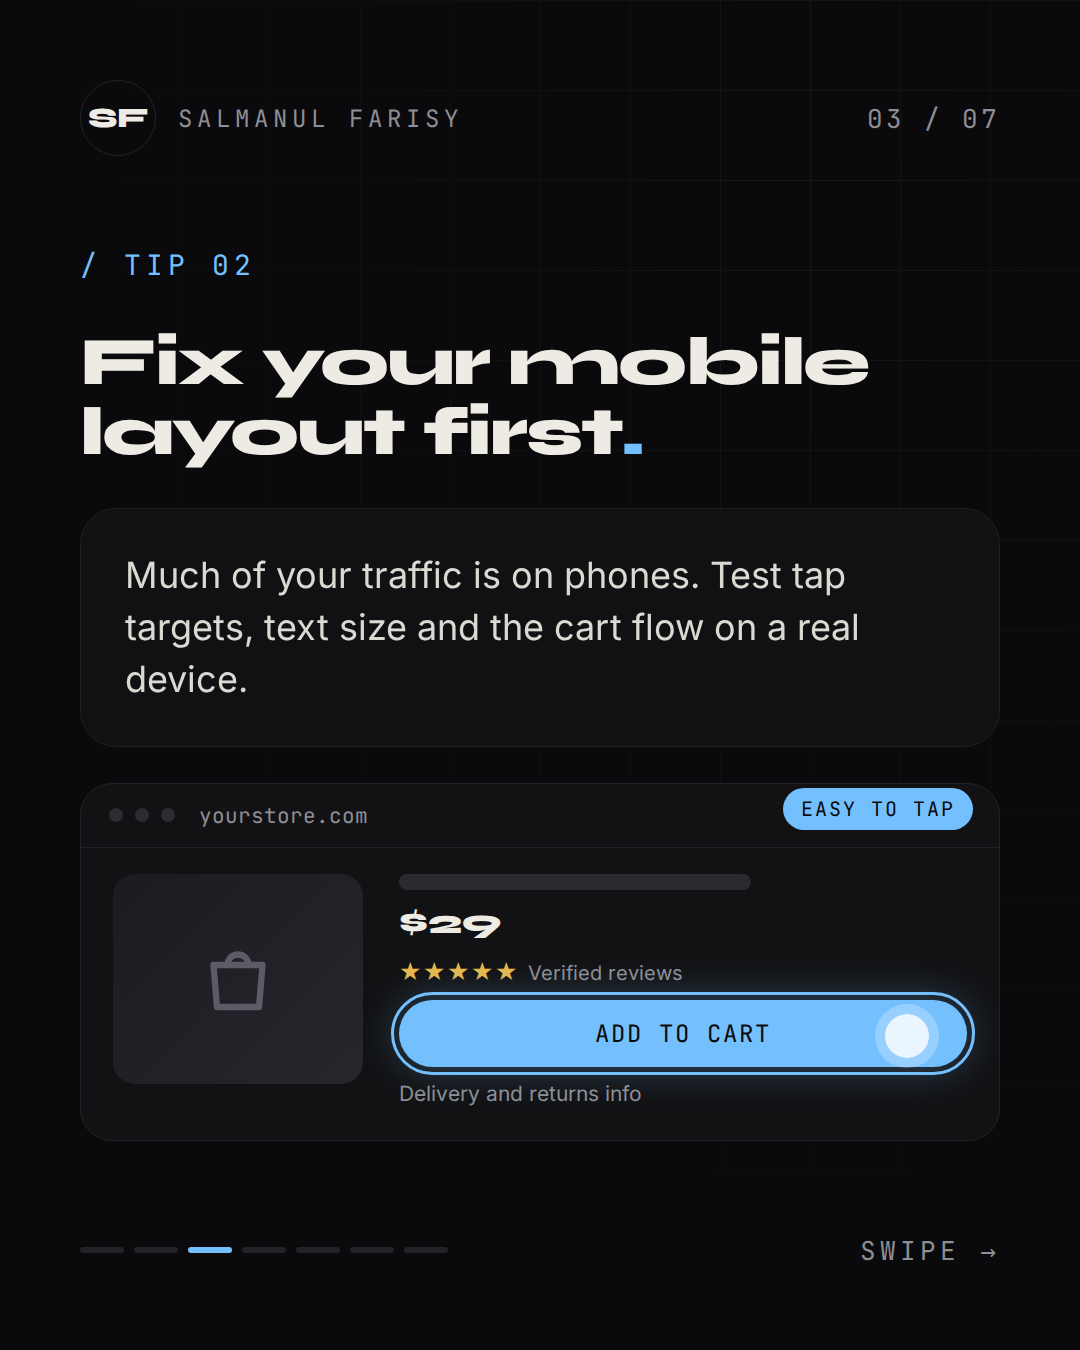 SF SALMANUL FARISY
03 / 07
/ TIP 02
Fix your mobile
layout first.
Much of your traffic is on phones. Test tap
targets, text size and the cart flow on a real
device.
yourstore.com
EASY TO TAP
$29
★★★★★ Verified reviews
ADD TO CART
Delivery and returns info
SWIPE →